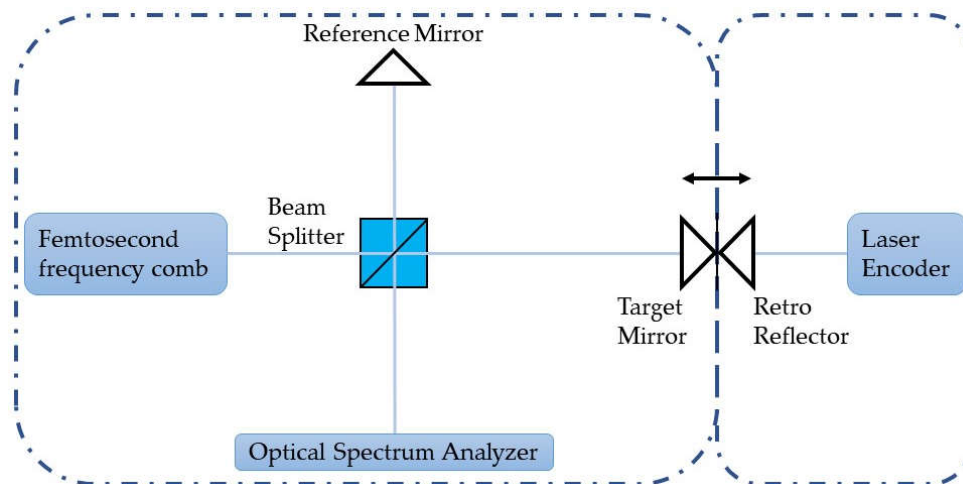 Reference Mirror
Beam
Splitter
Femtosecond
frequency comb
Laser
Encoder
Target
Mirror
Retro
Reflector
Optical Spectrum Analyzer